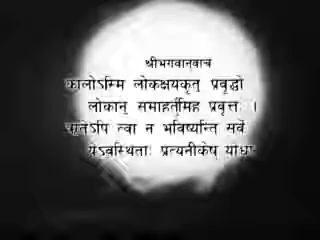 श्रीभगवानुवाच
कालोऽस्मि लोकक्षयकृत् प्रवृद्धो
लोकान् समाहर्तुमिह प्रवृत्तः ।
ऋतेऽपि त्वा न भविष्यन्ति सर्वे
येऽवस्थिताः प्रत्यनीकेषु योधाः